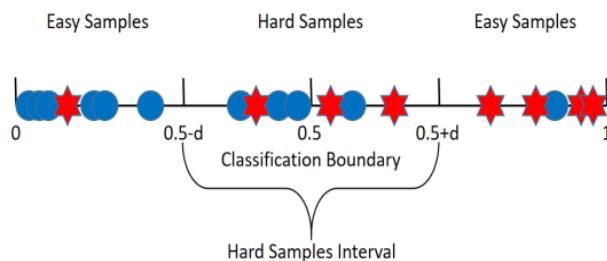 Easy Samples Hard Samples Easy Samples
0 0.5-d 0.5 0.5+d 1
Classification Boundary
Hard Samples Interval